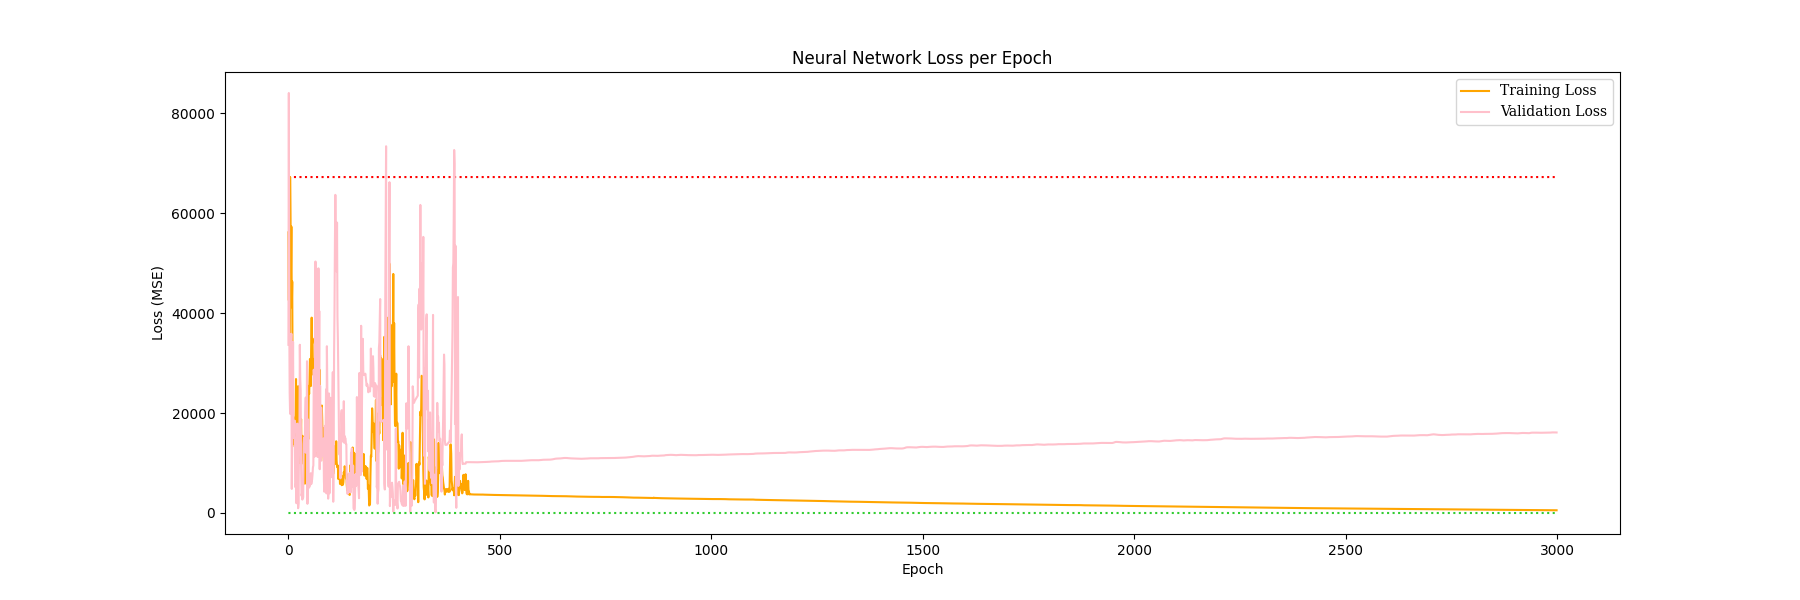 Neural Network Loss per Epoch
Training Loss
Validation Loss
80000
60000
40000
20000
0
Loss (MSE)
0 500 1000 1500 2000 2500 3000
Epoch